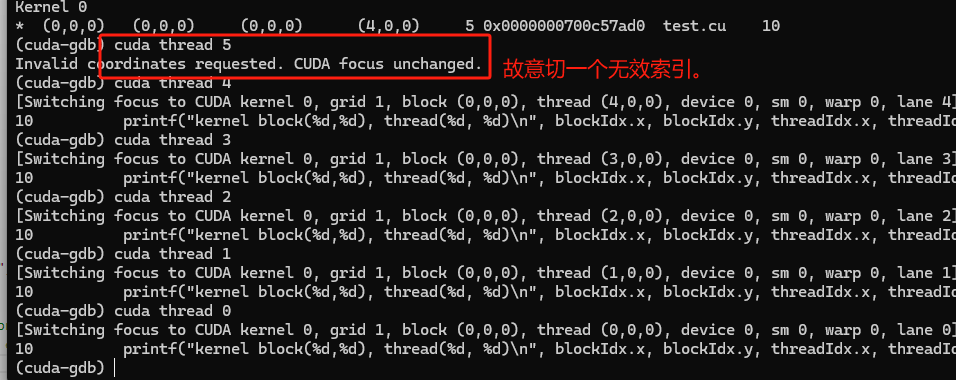 Kernel 0
* (0,0,0) (0,0,0) (0,0,0) (4,0,0) 5 0x0000000700c57ad0 test.cu 10
(cuda-gdb) cuda thread 5
Invalid coordinates requested. CUDA focus unchanged.
故意切一个无效索引。
(cuda-gdb) cuda thread 4
[Switching focus to CUDA kernel 0, grid 1, block (0,0,0), thread (4,0,0), device 0, sm 0, warp 0, lane 4]
10 printf("kernel block(%d,%d), thread(%d, %d)\n", blockIdx.x, blockIdx.y, threadIdx.x, threadId
(cuda-gdb) cuda thread 3
[Switching focus to CUDA kernel 0, grid 1, block (0,0,0), thread (3,0,0), device 0, sm 0, warp 0, lane 3]
10 printf("kernel block(%d,%d), thread(%d, %d)\n", blockIdx.x, blockIdx.y, threadIdx.x, threadId
(cuda-gdb) cuda thread 2
[Switching focus to CUDA kernel 0, grid 1, block (0,0,0), thread (2,0,0), device 0, sm 0, warp 0, lane 2]
10 printf("kernel block(%d,%d), thread(%d, %d)\n", blockIdx.x, blockIdx.y, threadIdx.x, threadId
(cuda-gdb) cuda thread 1
[Switching focus to CUDA kernel 0, grid 1, block (0,0,0), thread (1,0,0), device 0, sm 0, warp 0, lane 1]
10 printf("kernel block(%d,%d), thread(%d, %d)\n", blockIdx.x, blockIdx.y, threadIdx.x, threadId
(cuda-gdb) cuda thread 0
[Switching focus to CUDA kernel 0, grid 1, block (0,0,0), thread (0,0,0), device 0, sm 0, warp 0, lane 0]
10 printf("kernel block(%d,%d), thread(%d, %d)\n", blockIdx.x, blockIdx.y, threadIdx.x, threadId
(cuda-gdb)